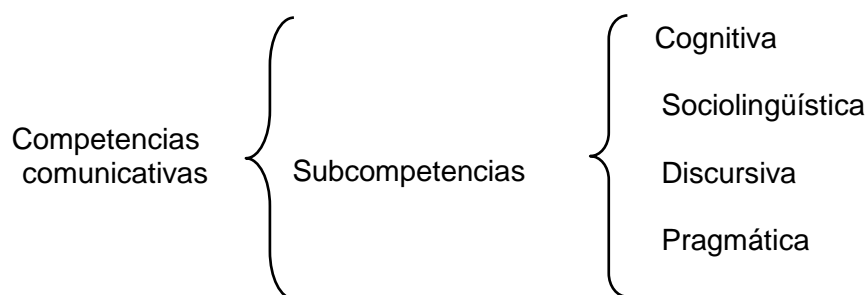 Competencias
comunicativas
Subcompetencias
Cognitiva
Sociolingüística
Discursiva
Pragmática